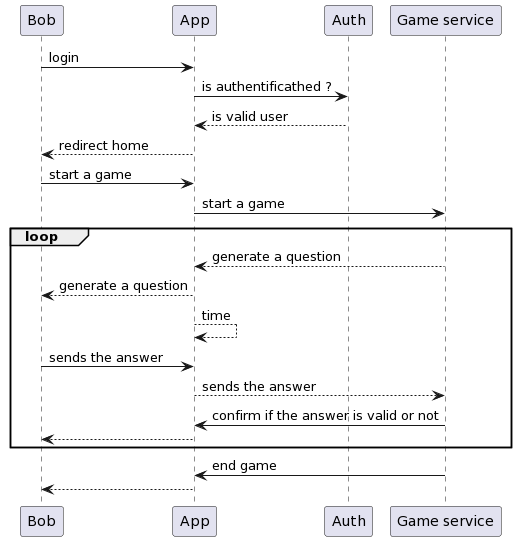 Bob App Auth Game service
login
is authentificathed ?
is valid user
redirect home
start a game
start a game
loop
generate a question
generate a question
time
sends the answer
sends the answer
confirm if the answer is valid or not
end game
Bob App Auth Game service